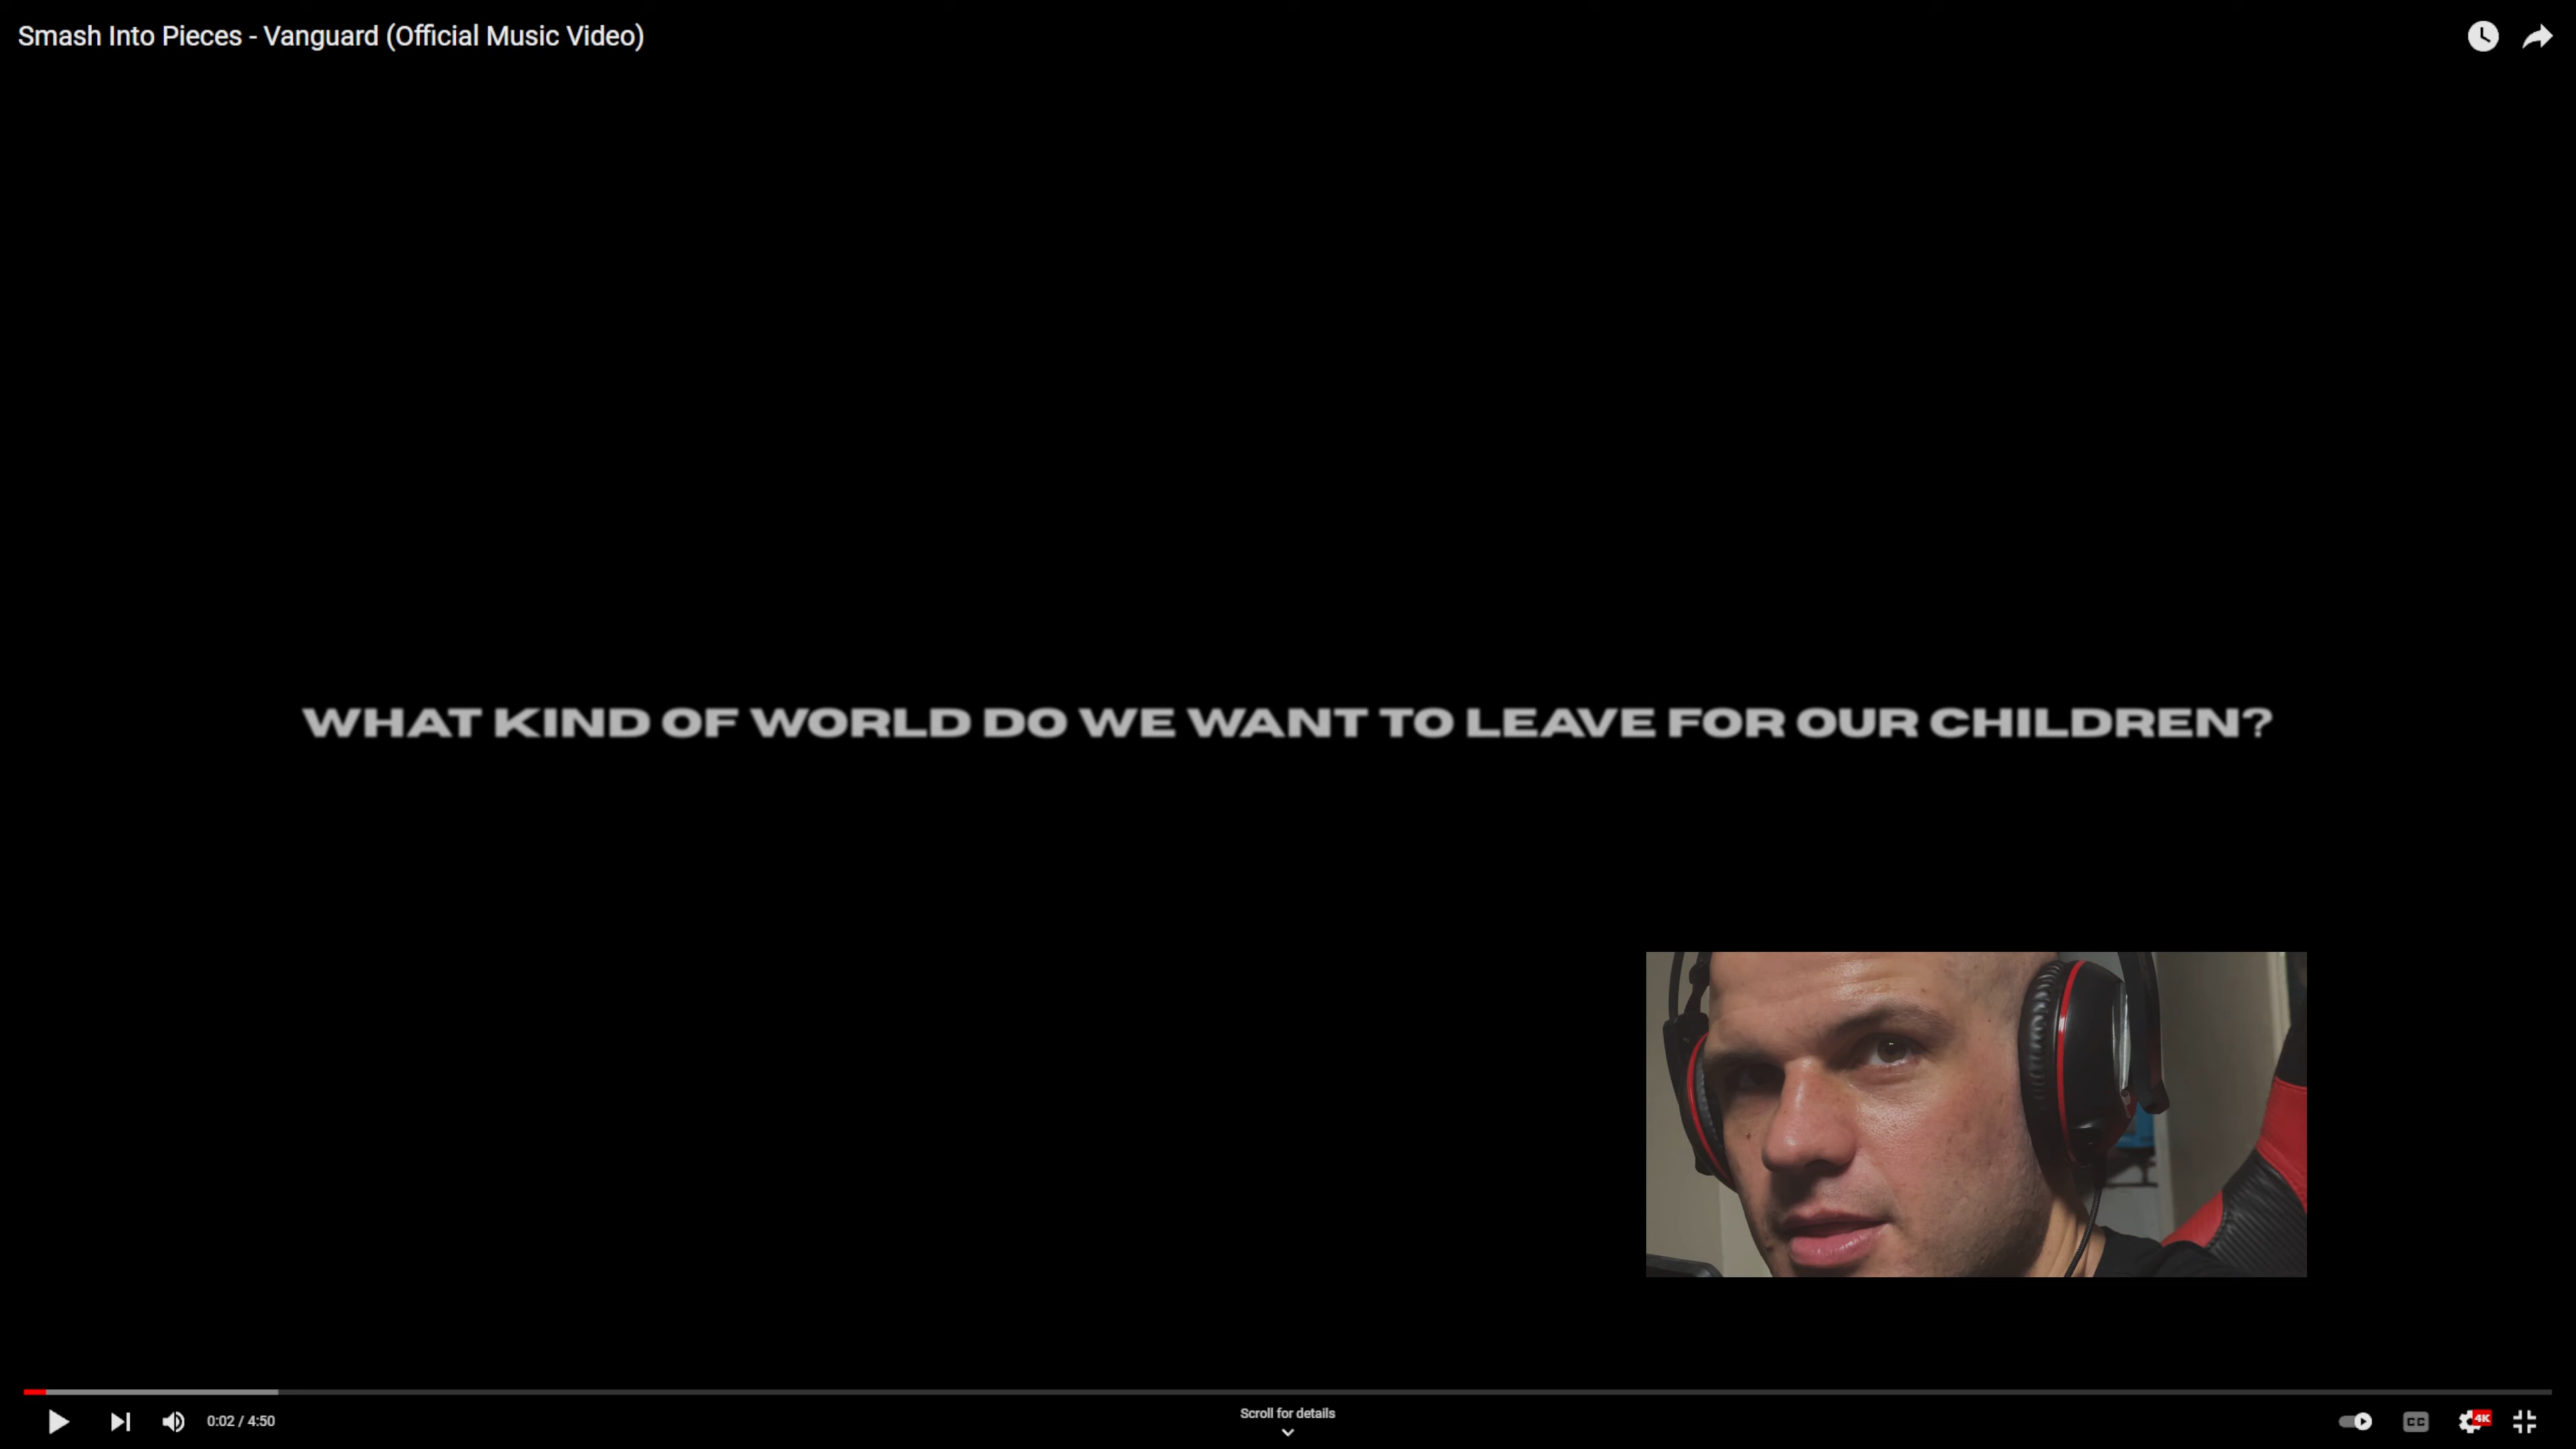 Smash Into Pieces - Vanguard (Official Music Video)
WHAT KIND OF WORLD DO WE WANT TO LEAVE FOR OUR CHILDREN?
Scroll for details
0:02 / 4:50
CC
4K